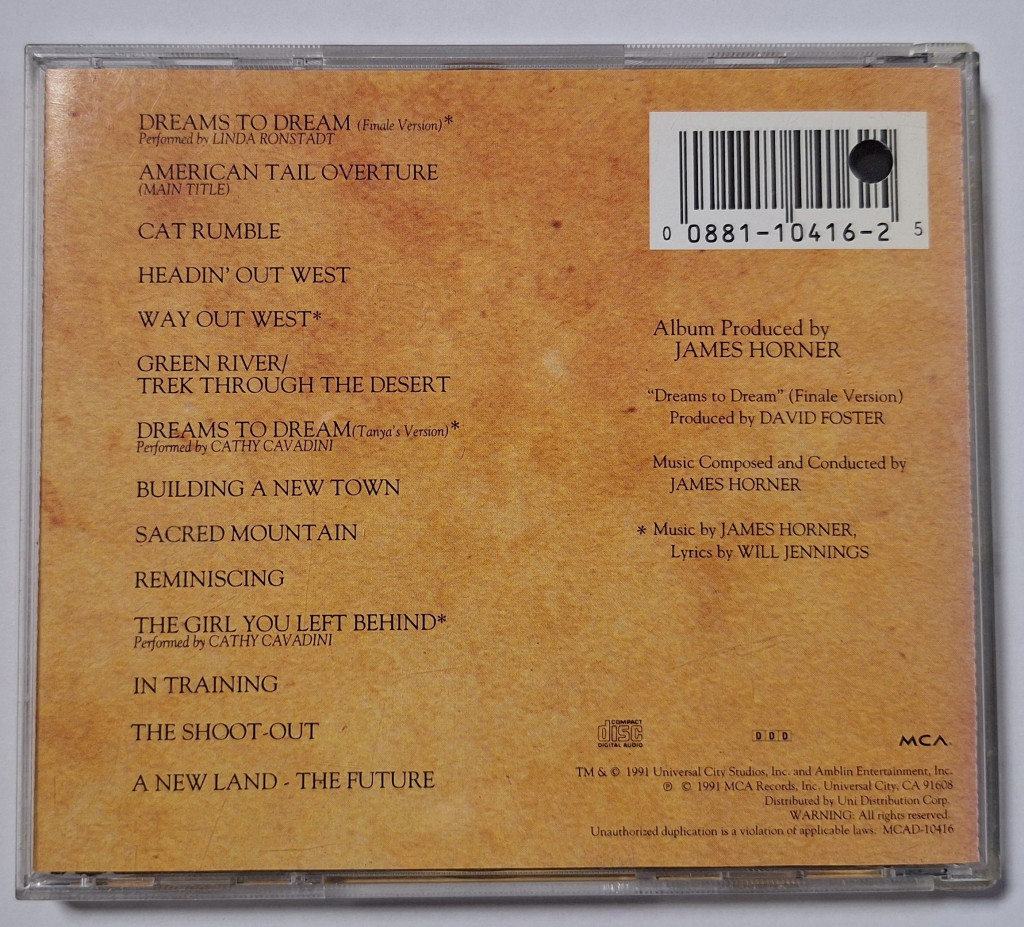 DREAMS TO DREAM (Finale Version)*
Performed by LINDA RONSTADT
AMERICAN TAIL OVERTURE
(MAIN TITLE)
CAT RUMBLE
HEADIN' OUT WEST
WAY OUT WEST*
GREEN RIVER/
TREK THROUGH THE DESERT
DREAMS TO DREAM (Tanya's Version)*
Performed by CATHY CAVADINI
BUILDING A NEW TOWN
SACRED MOUNTAIN
REMINISCING
THE GIRL YOU LEFT BEHIND*
Performed by CATHY CAVADINI
IN TRAINING
THE SHOOT-OUT
A NEW LAND - THE FUTURE
0 0881-10416-2 5
Album Produced by
JAMES HORNER
"Dreams to Dream" (Finale Version)
Produced by DAVID FOSTER
Music Composed and Conducted by
JAMES HORNER
* Music by JAMES HORNER,
Lyrics by WILL JENNINGS
COMPACT
disc
DIGITAL AUDIO
DDD
MCA.
TM & © 1991 Universal City Studios, Inc. and Amblin Entertainment, Inc.
℗ © 1991 MCA Records, Inc. Universal City, CA 91608
Distributed by Uni Distribution Corp.
WARNING: All rights reserved.
Unauthorized duplication is a violation of applicable laws. MCAD-10416